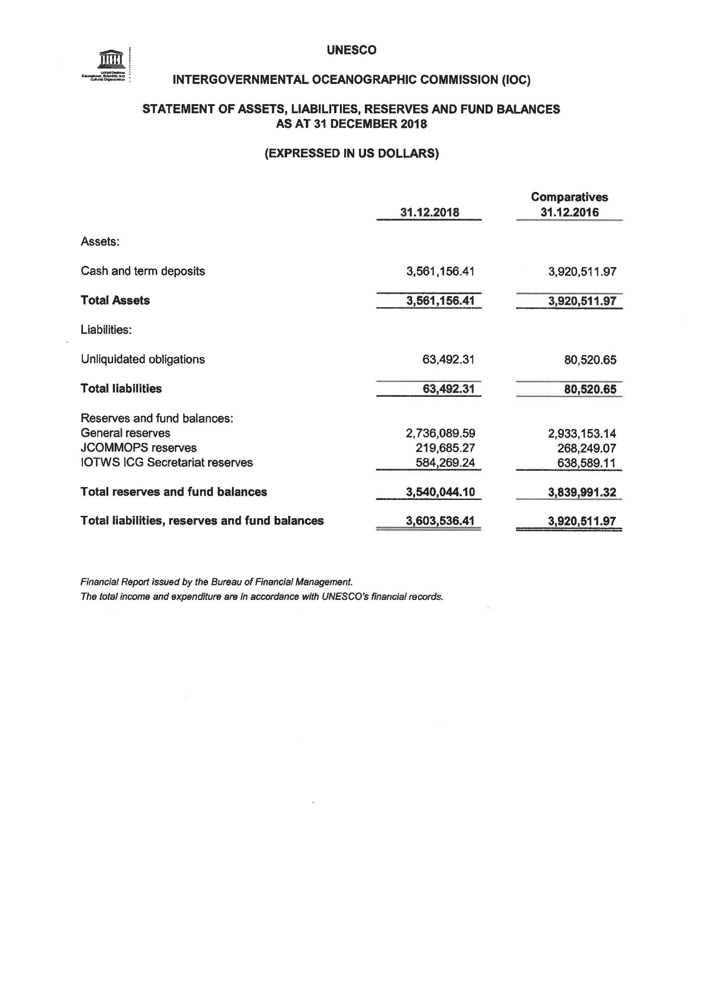 UNESCO
United Nations
Educational, Scientific and
Cultural Organization
INTERGOVERNMENTAL OCEANOGRAPHIC COMMISSION (IOC)
STATEMENT OF ASSETS, LIABILITIES, RESERVES AND FUND BALANCES
AS AT 31 DECEMBER 2018
(EXPRESSED IN US DOLLARS)
Comparatives
31.12.2018 31.12.2016
Assets:
Cash and term deposits 3,561,156.41 3,920,511.97
Total Assets 3,561,156.41 3,920,511.97
Liabilities:
Unliquidated obligations 63,492.31 80,520.65
Total liabilities 63,492.31 80,520.65
Reserves and fund balances:
General reserves 2,736,089.59 2,933,153.14
JCOMMOPS reserves 219,685.27 268,249.07
IOTWS ICG Secretariat reserves 584,269.24 638,589.11
Total reserves and fund balances 3,540,044.10 3,839,991.32
Total liabilities, reserves and fund balances 3,603,536.41 3,920,511.97
Financial Report issued by the Bureau of Financial Management.
The total income and expenditure are in accordance with UNESCO's financial records.